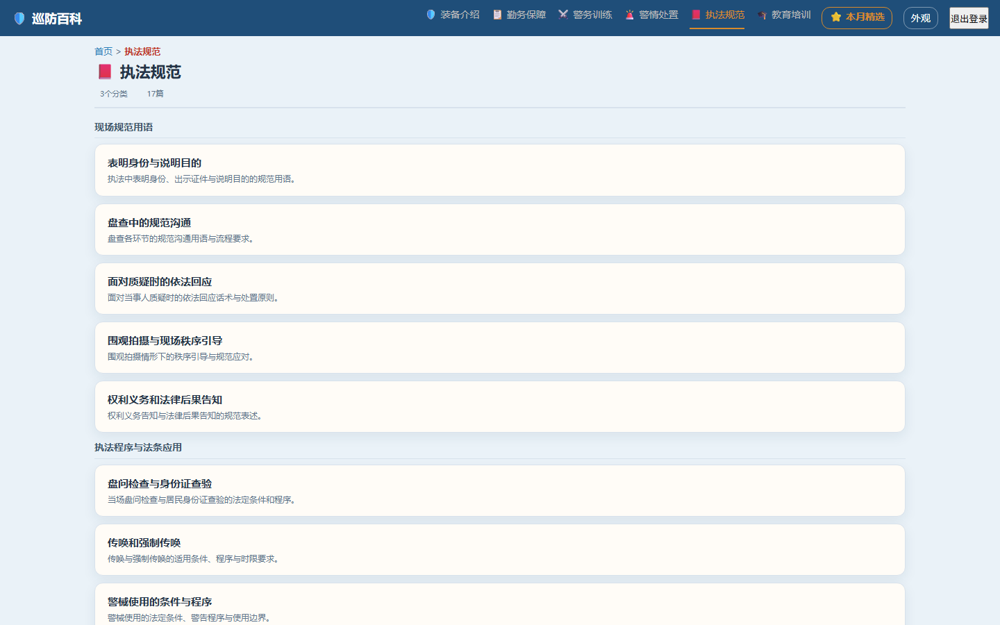 巡防百科
装备介绍
勤务保障
警务训练
警情处置
执法规范
教育培训
本月精选
外观
退出登录
首页 > 执法规范
执法规范
3个分类 17篇
现场规范用语
表明身份与说明目的
执法中表明身份、出示证件与说明目的的规范用语。
盘查中的规范沟通
盘查各环节的规范沟通用语与流程要求。
面对质疑时的依法回应
面对当事人质疑时的依法回应话术与处置原则。
围观拍摄与现场秩序引导
围观拍摄情形下的秩序引导与规范应对。
权利义务和法律后果告知
权利义务告知与法律后果告知的规范表述。
执法程序与法条应用
盘问检查与身份证查验
当场盘问检查与居民身份证查验的法定条件和程序。
传唤和强制传唤
传唤与强制传唤的适用条件、程序与时限要求。
警械使用的条件与程序
警械使用的法定条件、警告程序与使用边界。